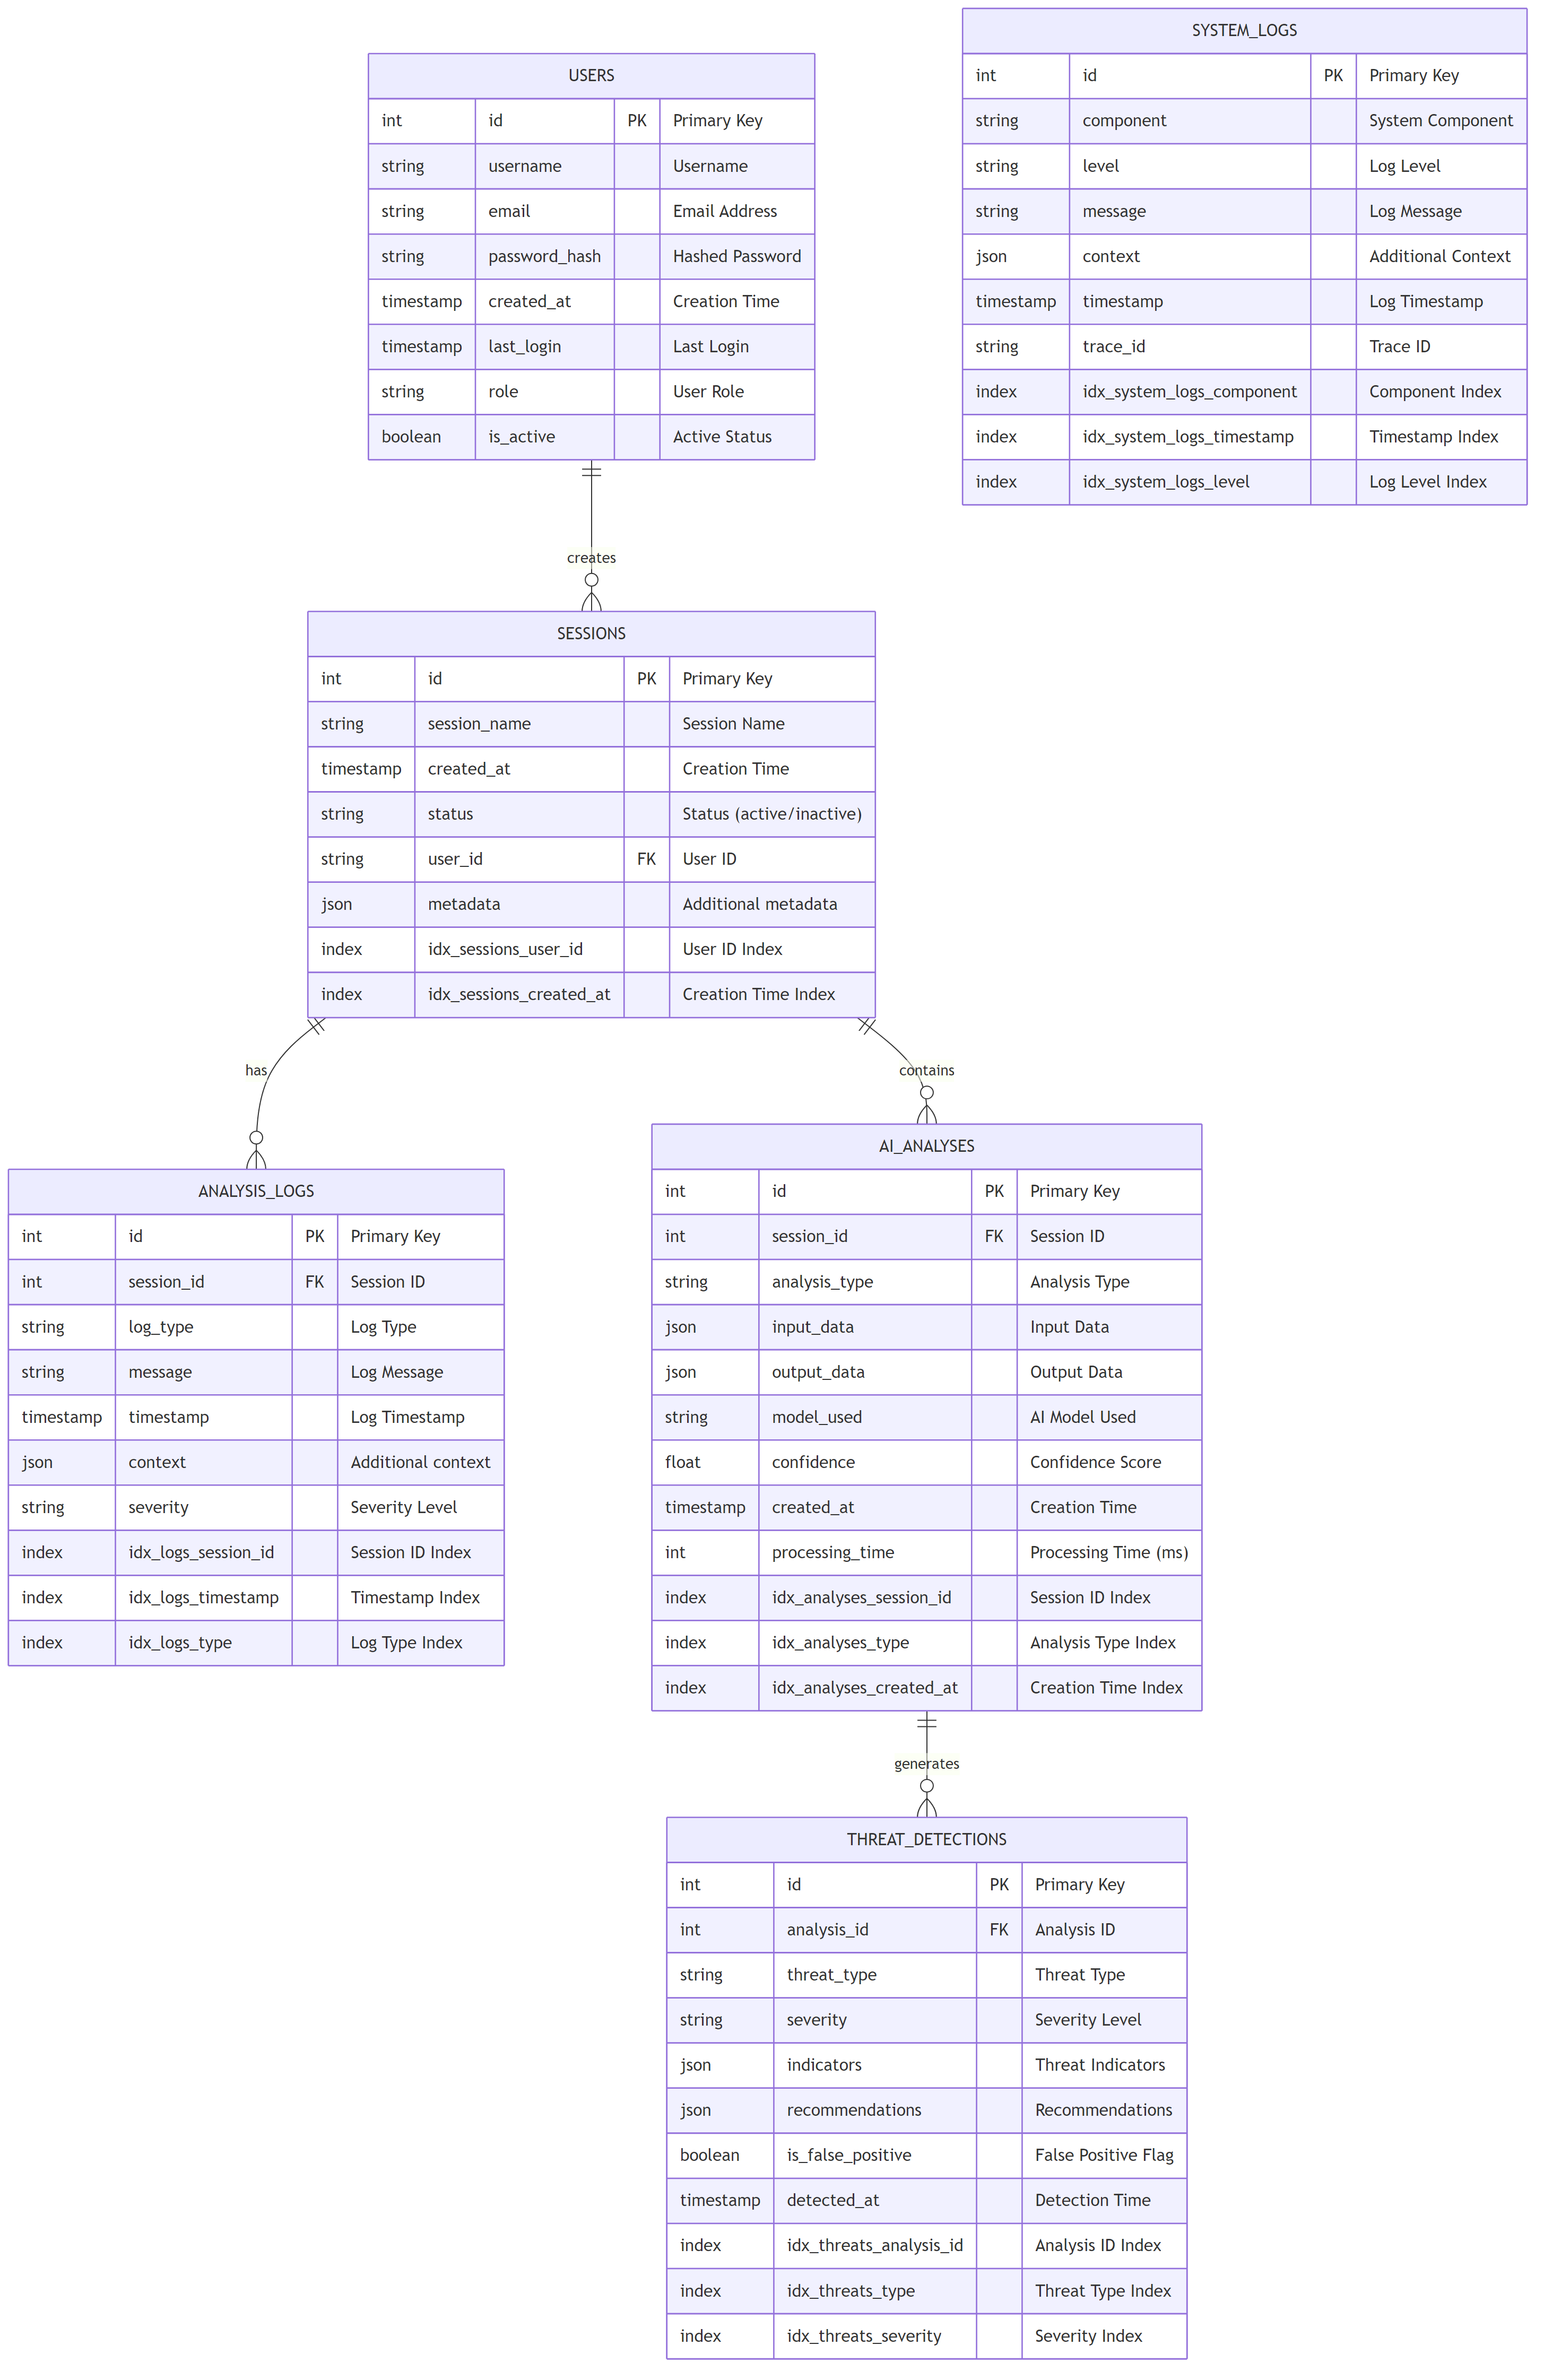 USERS
int id PK Primary Key
string username Username
string email Email Address
string password_hash Hashed Password
timestamp created_at Creation Time
timestamp last_login Last Login
string role User Role
boolean is_active Active Status
SYSTEM_LOGS
int id PK Primary Key
string component System Component
string level Log Level
string message Log Message
json context Additional Context
timestamp timestamp Log Timestamp
string trace_id Trace ID
index idx_system_logs_component Component Index
index idx_system_logs_timestamp Timestamp Index
index idx_system_logs_level Log Level Index
creates
SESSIONS
int id PK Primary Key
string session_name Session Name
timestamp created_at Creation Time
string status Status (active/inactive)
string user_id FK User ID
json metadata Additional metadata
index idx_sessions_user_id User ID Index
index idx_sessions_created_at Creation Time Index
has
contains
ANALYSIS_LOGS
int id PK Primary Key
int session_id FK Session ID
string log_type Log Type
string message Log Message
timestamp timestamp Log Timestamp
json context Additional context
string severity Severity Level
index idx_logs_session_id Session ID Index
index idx_logs_timestamp Timestamp Index
index idx_logs_type Log Type Index
AI_ANALYSES
int id PK Primary Key
int session_id FK Session ID
string analysis_type Analysis Type
json input_data Input Data
json output_data Output Data
string model_used AI Model Used
float confidence Confidence Score
timestamp created_at Creation Time
int processing_time Processing Time (ms)
index idx_analyses_session_id Session ID Index
index idx_analyses_type Analysis Type Index
index idx_analyses_created_at Creation Time Index
generates
THREAT_DETECTIONS
int id PK Primary Key
int analysis_id FK Analysis ID
string threat_type Threat Type
string severity Severity Level
json indicators Threat Indicators
json recommendations Recommendations
boolean is_false_positive False Positive Flag
timestamp detected_at Detection Time
index idx_threats_analysis_id Analysis ID Index
index idx_threats_type Threat Type Index
index idx_threats_severity Severity Index